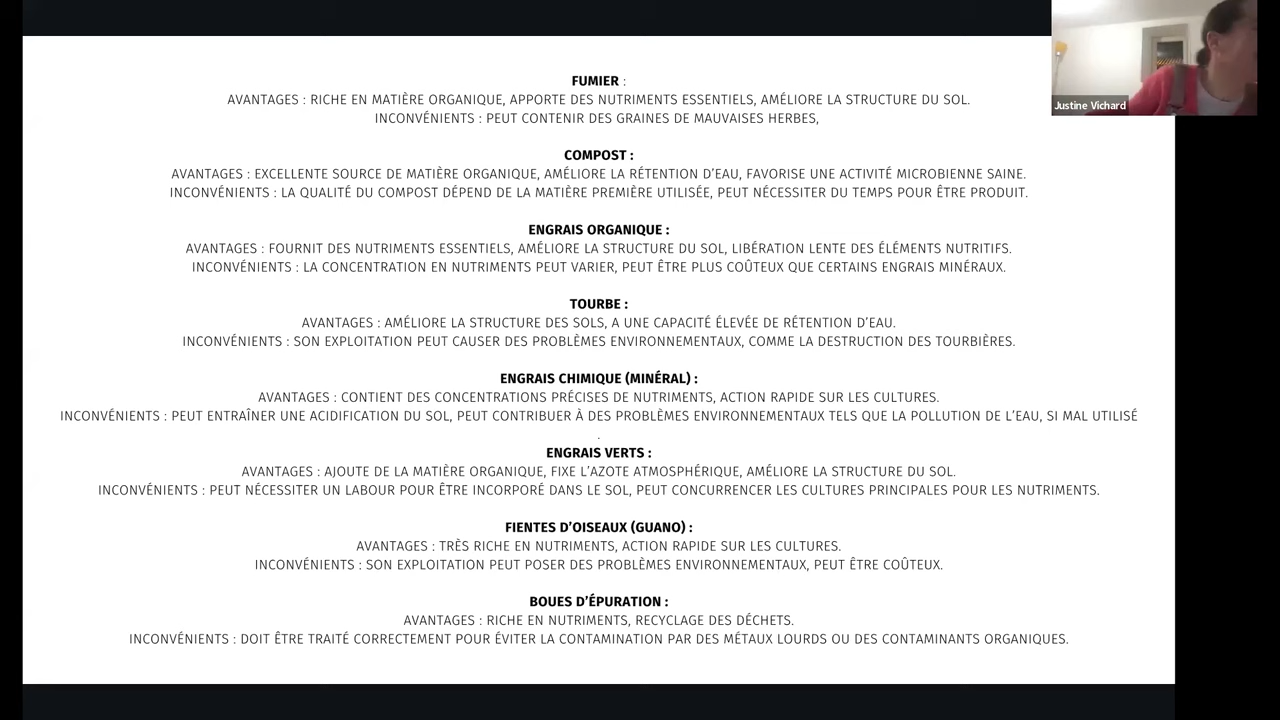 FUMIER :
AVANTAGES : RICHE EN MATIÈRE ORGANIQUE, APPORTE DES NUTRIMENTS ESSENTIELS, AMÉLIORE LA STRUCTURE DU SOL.
INCONVÉNIENTS : PEUT CONTENIR DES GRAINES DE MAUVAISES HERBES,
COMPOST :
AVANTAGES : EXCELLENTE SOURCE DE MATIÈRE ORGANIQUE, AMÉLIORE LA RÉTENTION D'EAU, FAVORISE UNE ACTIVITÉ MICROBIENNE SAINE.
INCONVÉNIENTS : LA QUALITÉ DU COMPOST DÉPEND DE LA MATIÈRE PREMIÈRE UTILISÉE, PEUT NÉCESSITER DU TEMPS POUR ÊTRE PRODUIT.
ENGRAIS ORGANIQUE :
AVANTAGES : FOURNIT DES NUTRIMENTS ESSENTIELS, AMÉLIORE LA STRUCTURE DU SOL, LIBÉRATION LENTE DES ÉLÉMENTS NUTRITIFS.
INCONVÉNIENTS : LA CONCENTRATION EN NUTRIMENTS PEUT VARIER, PEUT ÊTRE PLUS COÛTEUX QUE CERTAINS ENGRAIS MINÉRAUX.
TOURBE :
AVANTAGES : AMÉLIORE LA STRUCTURE DES SOLS, A UNE CAPACITÉ ÉLEVÉE DE RÉTENTION D'EAU.
INCONVÉNIENTS : SON EXPLOITATION PEUT CAUSER DES PROBLÈMES ENVIRONNEMENTAUX, COMME LA DESTRUCTION DES TOURBIÈRES.
ENGRAIS CHIMIQUE (MINÉRAL) :
AVANTAGES : CONTIENT DES CONCENTRATIONS PRÉCISES DE NUTRIMENTS, ACTION RAPIDE SUR LES CULTURES.
INCONVÉNIENTS : PEUT ENTRAÎNER UNE ACIDIFICATION DU SOL, PEUT CONTRIBUER À DES PROBLÈMES ENVIRONNEMENTAUX TELS QUE LA POLLUTION DE L'EAU, SI MAL UTILISÉ
.
ENGRAIS VERTS :
AVANTAGES : AJOUTE DE LA MATIÈRE ORGANIQUE, FIXE L'AZOTE ATMOSPHÉRIQUE, AMÉLIORE LA STRUCTURE DU SOL.
INCONVÉNIENTS : PEUT NÉCESSITER UN LABOUR POUR ÊTRE INCORPORÉ DANS LE SOL, PEUT CONCURRENCER LES CULTURES PRINCIPALES POUR LES NUTRIMENTS.
FIENTES D'OISEAUX (GUANO) :
AVANTAGES : TRÈS RICHE EN NUTRIMENTS, ACTION RAPIDE SUR LES CULTURES.
INCONVÉNIENTS : SON EXPLOITATION PEUT POSER DES PROBLÈMES ENVIRONNEMENTAUX, PEUT ÊTRE COÛTEUX.
BOUES D'ÉPURATION :
AVANTAGES : RICHE EN NUTRIMENTS, RECYCLAGE DES DÉCHETS.
INCONVÉNIENTS : DOIT ÊTRE TRAITÉ CORRECTEMENT POUR ÉVITER LA CONTAMINATION PAR DES MÉTAUX LOURDS OU DES CONTAMINANTS ORGANIQUES.
Justine Vichard